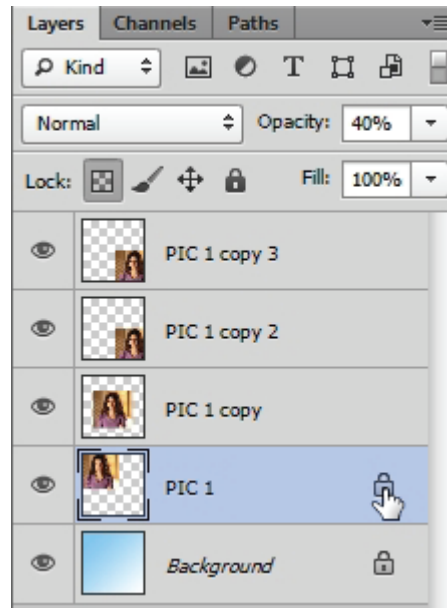 Layers Channels Paths
Kind T
Normal Opacity: 40%
Lock: Fill: 100%
PIC 1 copy 3
PIC 1 copy 2
PIC 1 copy
PIC 1
Background